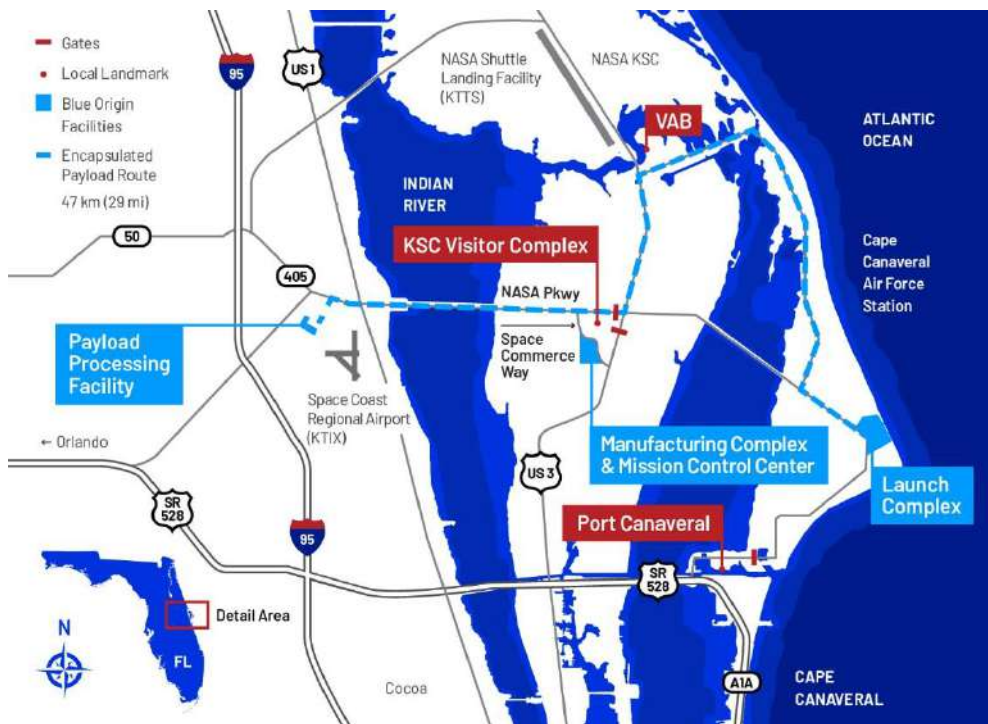 Gates
Local Landmark
Blue Origin
Facilities
Encapsulated
Payload Route
47 km (29 mi)
95
US 1
NASA Shuttle
Landing Facility
(KTTS)
NASA KSC
VAB
ATLANTIC
OCEAN
INDIAN
RIVER
50
405
KSC Visitor Complex
Cape
Canaveral
Air Force
Station
NASA Pkwy
Payload
Processing
Facility
Space
Commerce
Way
Space Coast
Regional Airport
(KTIX)
← Orlando
Manufacturing Complex
& Mission Control Center
US 3
Launch
Complex
SR
528
Port Canaveral
95
SR
528
N
Detail Area
FL
Cocoa
A1A
CAPE
CANAVERAL